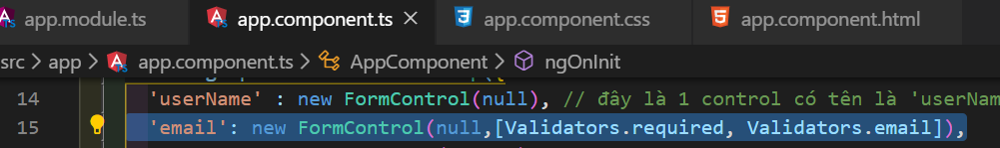 app.module.ts app.component.ts app.component.css app.component.html
src > app > app.component.ts > AppComponent > ngOnInit
14 'userName' : new FormControl(null), // đây là 1 control có tên là 'userNam
15 'email': new FormControl(null,[Validators.required, Validators.email]),